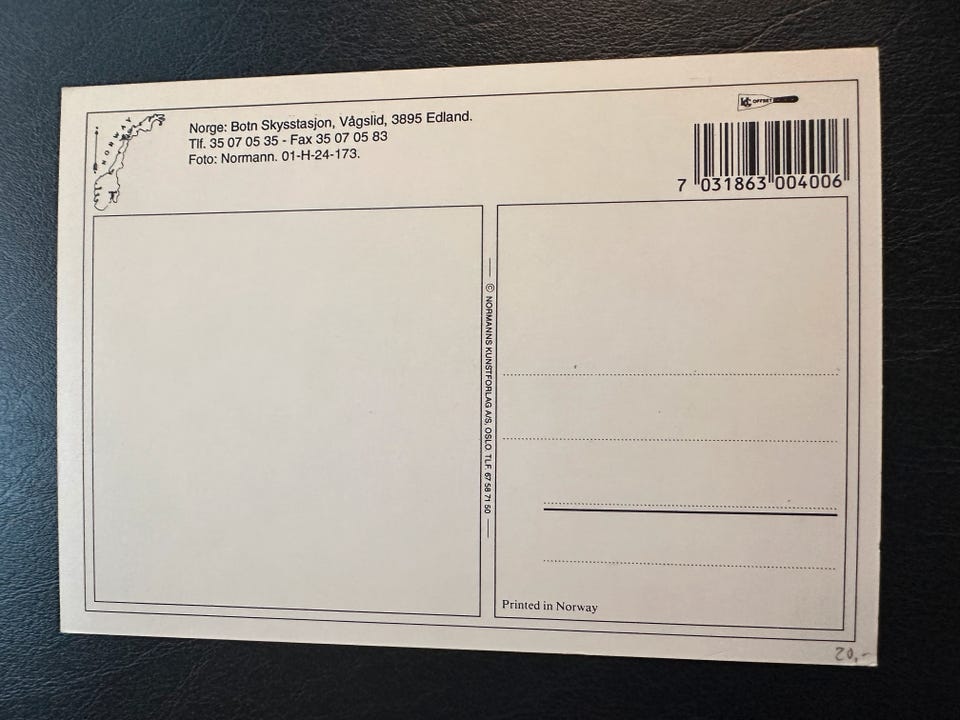 NORWAY
Norge: Botn Skysstasjon, Vågslid, 3895 Edland.
Tlf. 35 07 05 35 - Fax 35 07 05 83
Foto: Normann. 01-H-24-173.
OFFSET
7 031863 004006
© NORMANNS KUNSTFORLAG A/S, OSLO. TLF. 67 58 71 50
Printed in Norway
20,-